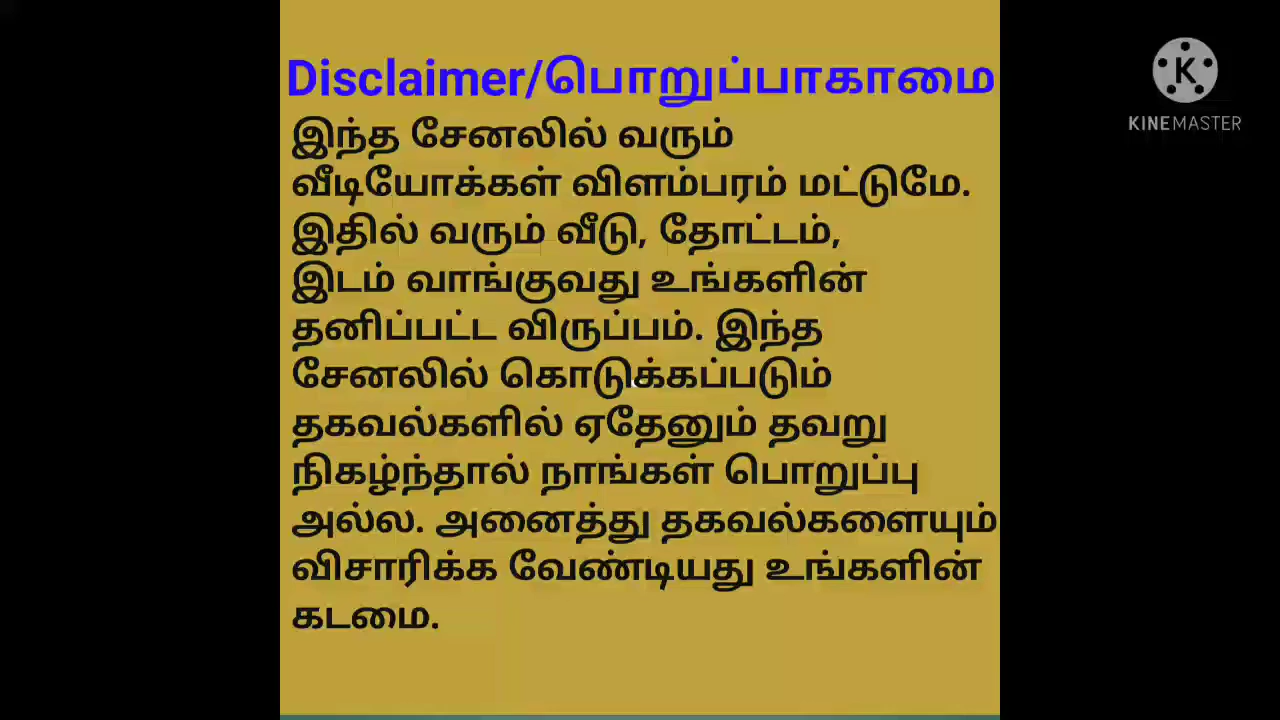 Disclaimer/பொறுப்பாகாமை
இந்த சேனலில் வரும்
வீடியோக்கள் விளம்பரம் மட்டுமே.
இதில் வரும் வீடு, தோட்டம்,
இடம் வாங்குவது உங்களின்
தனிப்பட்ட விருப்பம். இந்த
சேனலில் கொடுக்கப்படும்
தகவல்களில் ஏதேனும் தவறு
நிகழ்ந்தால் நாங்கள் பொறுப்பு
அல்ல. அனைத்து தகவல்களையும்
விசாரிக்க வேண்டியது உங்களின்
கடமை.
K
KINEMASTER